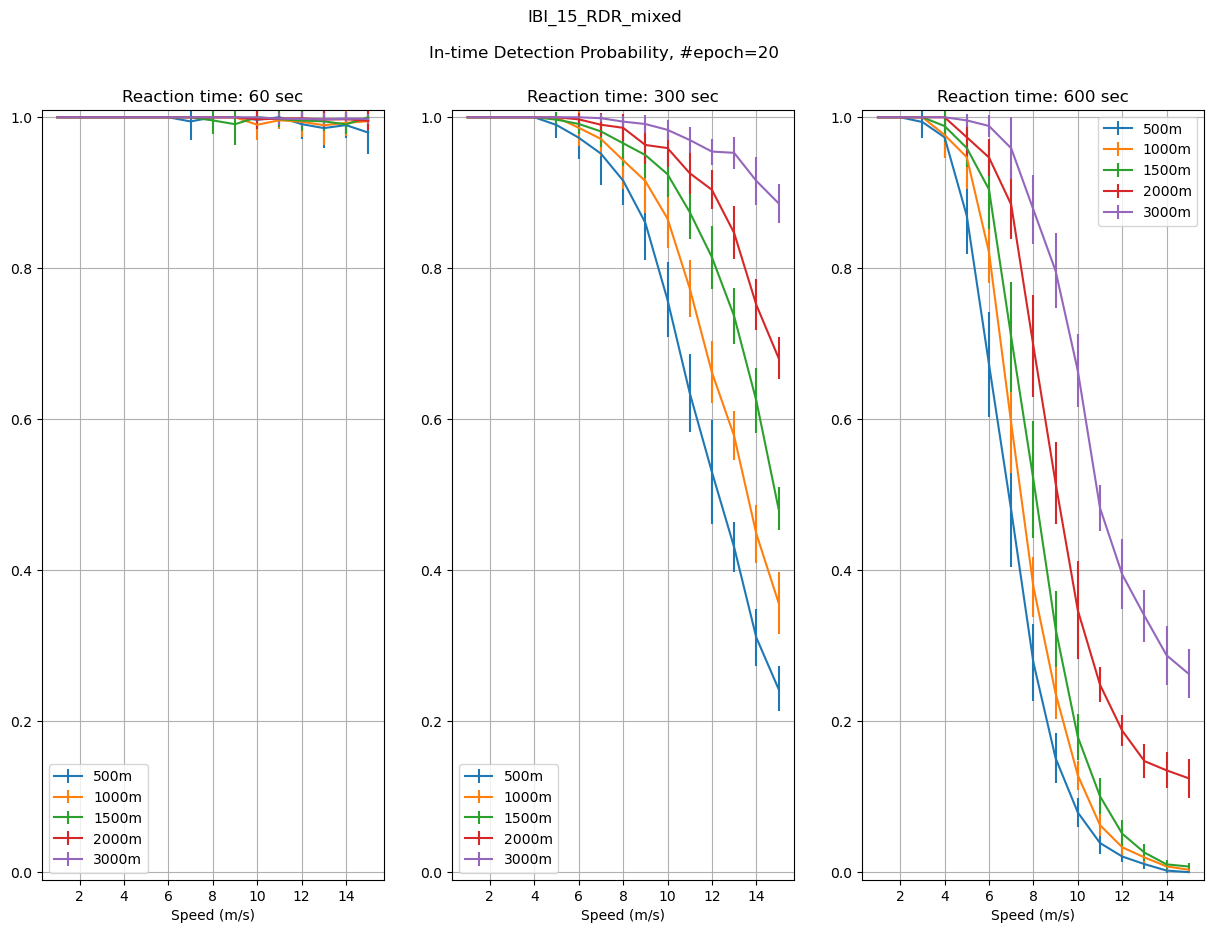 IBI_15_RDR_mixed
In-time Detection Probability, #epoch=20
Reaction time: 60 sec
1.0
0.8
0.6
0.4
0.2
0.0
500m
1000m
1500m
2000m
3000m
2 4 6 8 10 12 14
Speed (m/s)
Reaction time: 300 sec
1.0
0.8
0.6
0.4
0.2
0.0
500m
1000m
1500m
2000m
3000m
2 4 6 8 10 12 14
Speed (m/s)
Reaction time: 600 sec
500m
1000m
1500m
2000m
3000m
1.0
0.8
0.6
0.4
0.2
0.0
2 4 6 8 10 12 14
Speed (m/s)